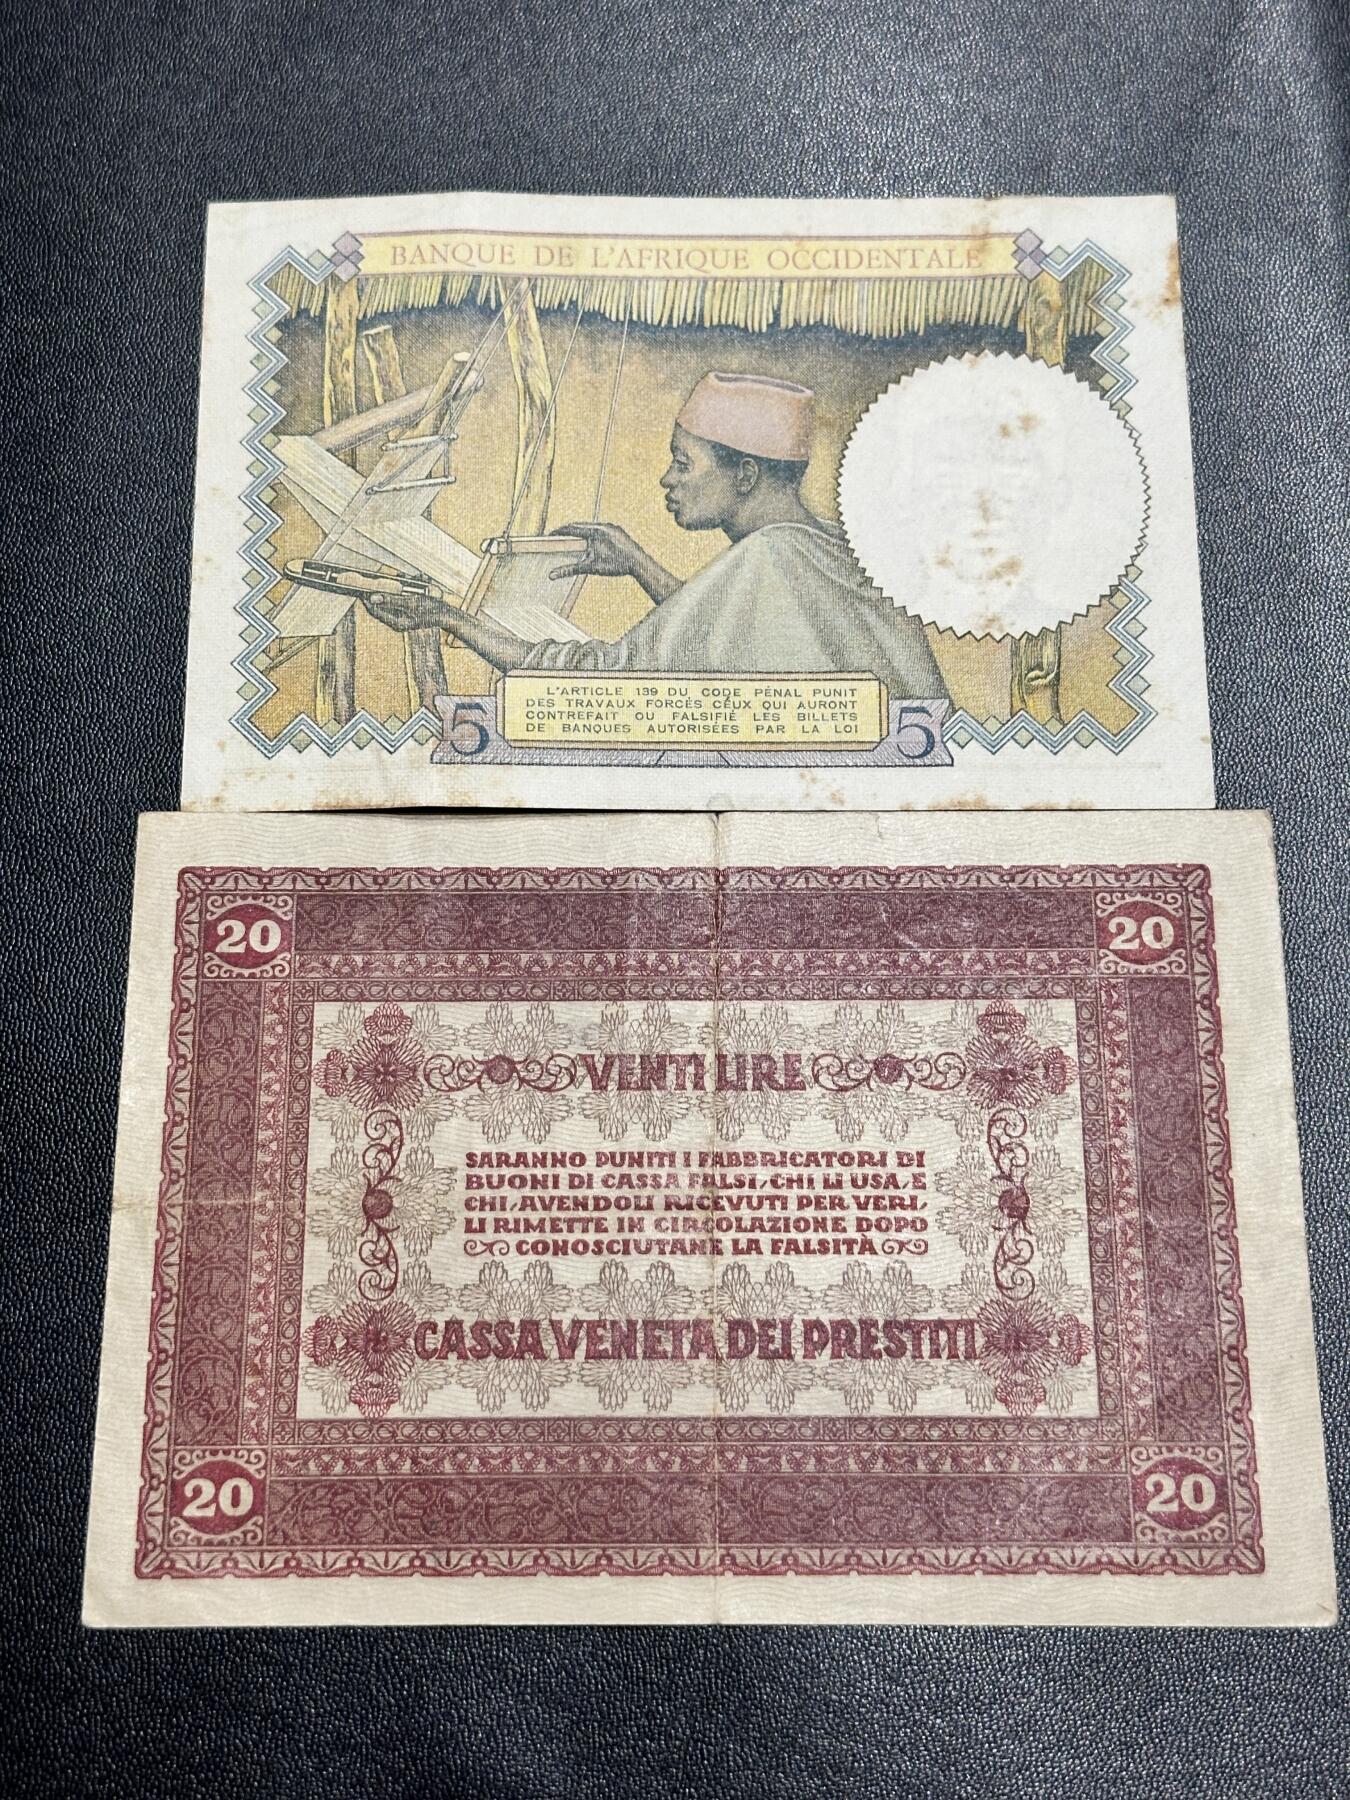 BANQUE DE L'AFRIQUE OCCIDENTALE
L'ARTICLE 139 DU CODE PÉNAL PUNIT
DES TRAVAUX FORCÉS CEUX QUI AURONT
CONTREFAIT OU FALSIFIÉ LES BILLETS
DE BANQUES AUTORISÉES PAR LA LOI
5 5
20 20
VENTI LIRE
SARANNO PUNITI I FABBRICATORI DI
BUONI DI CASSA FALSI, CHI LI USA, E
CHI, AVENDOLI RICEVUTI PER VERI,
LI RIMETTE IN CIRCOLAZIONE DOPO
CONOSCIUTANE LA FALSITÀ
CASSA VENETA DEI PRESTITI
20 20